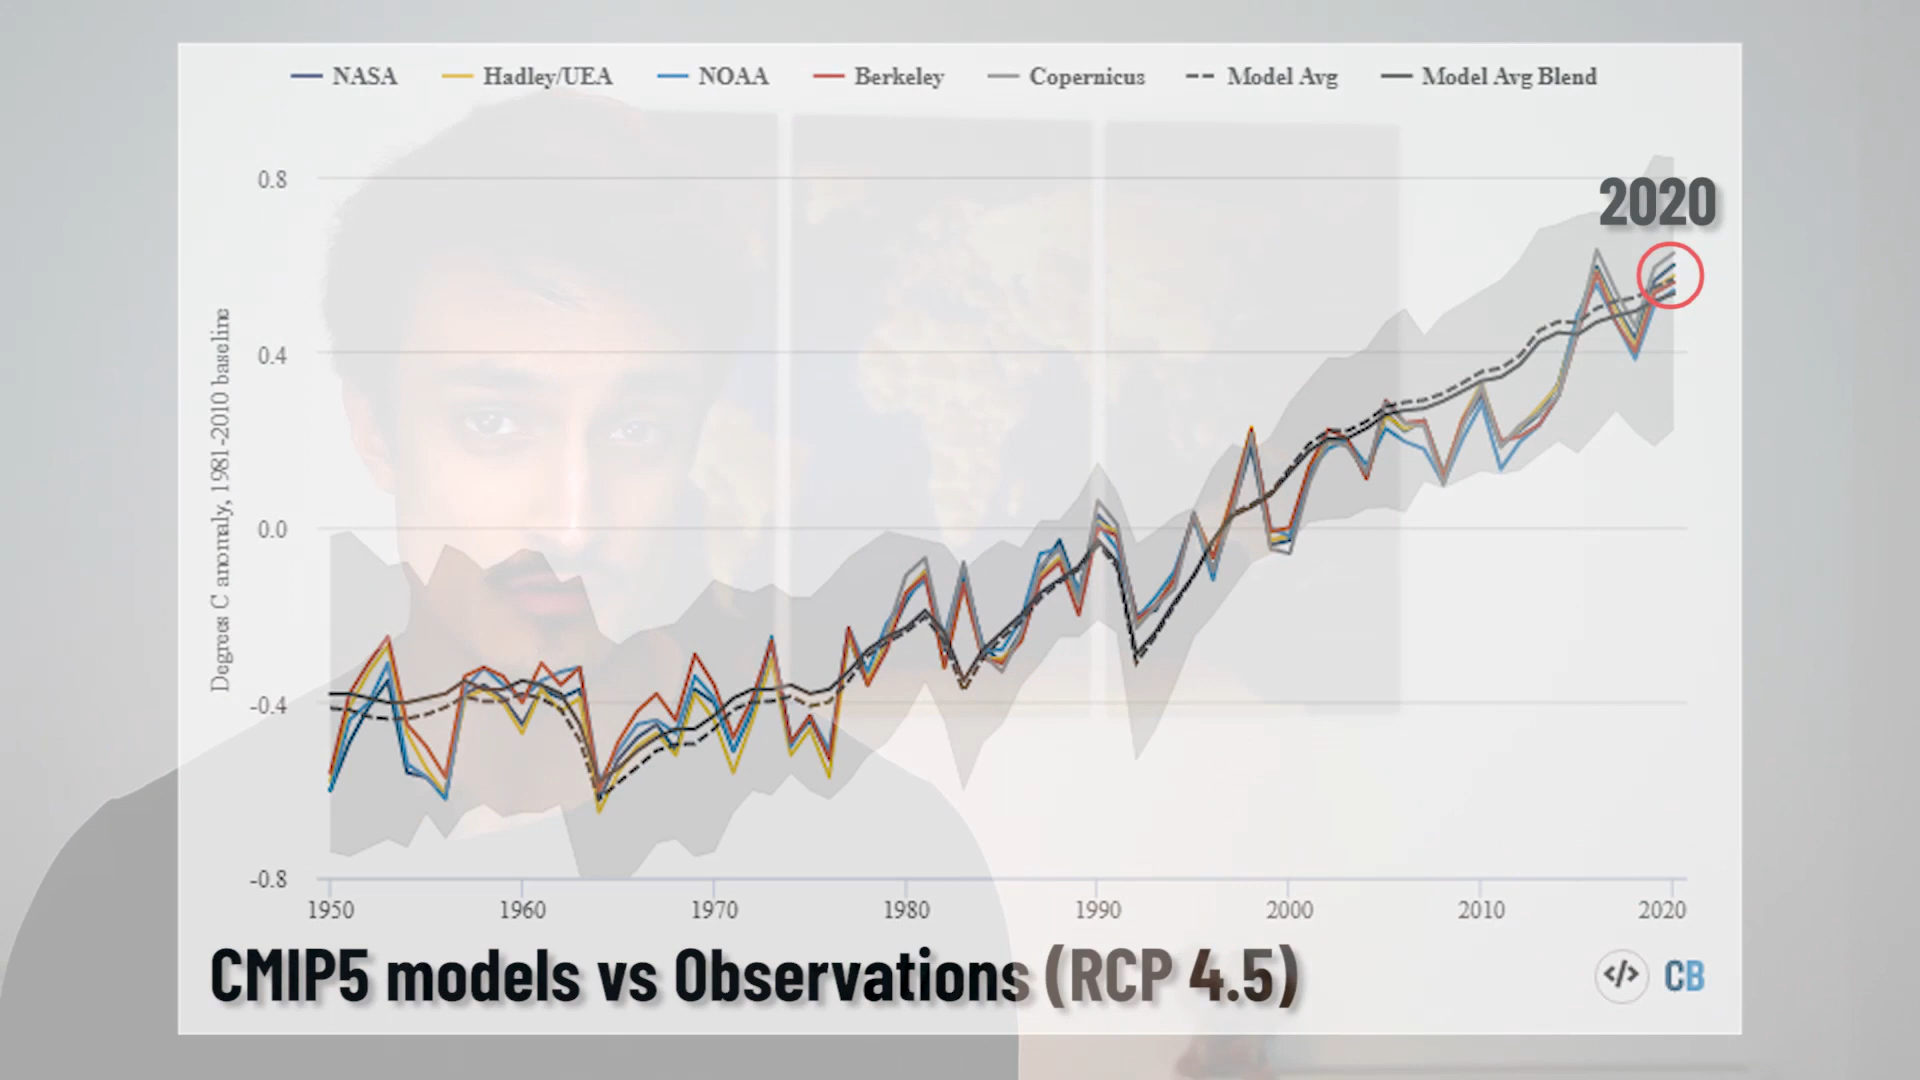 NASA Hadley/UEA NOAA Berkeley Copernicus Model Avg Model Avg Blend
2020
Degrees C anomaly, 1981-2010 baseline
0.8
0.4
0.0
-0.4
-0.8
1950 1960 1970 1980 1990 2000 2010 2020
CMIP5 models vs Observations (RCP 4.5)
</> CB